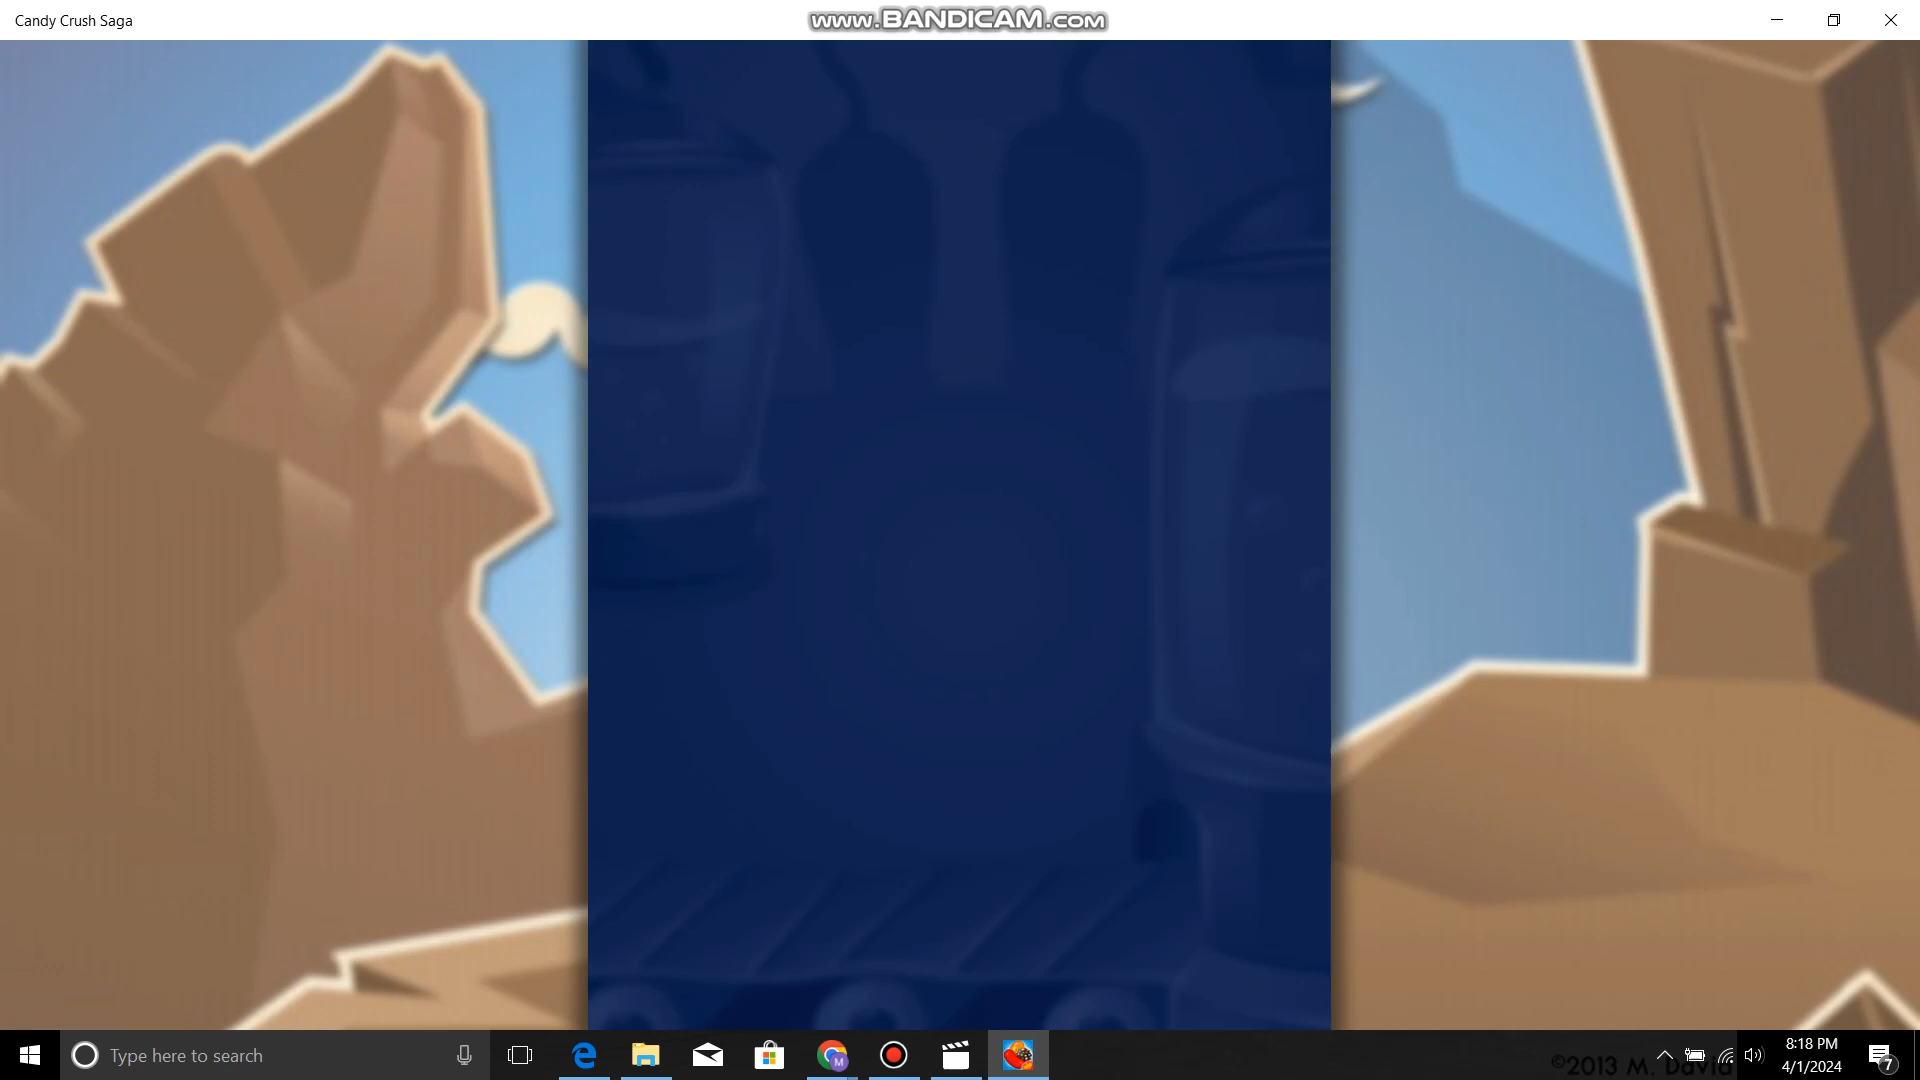 Candy Crush Saga
www.BANDICAM.com
Type here to search
M
©2013 M. David
8:18 PM
4/1/2024
7